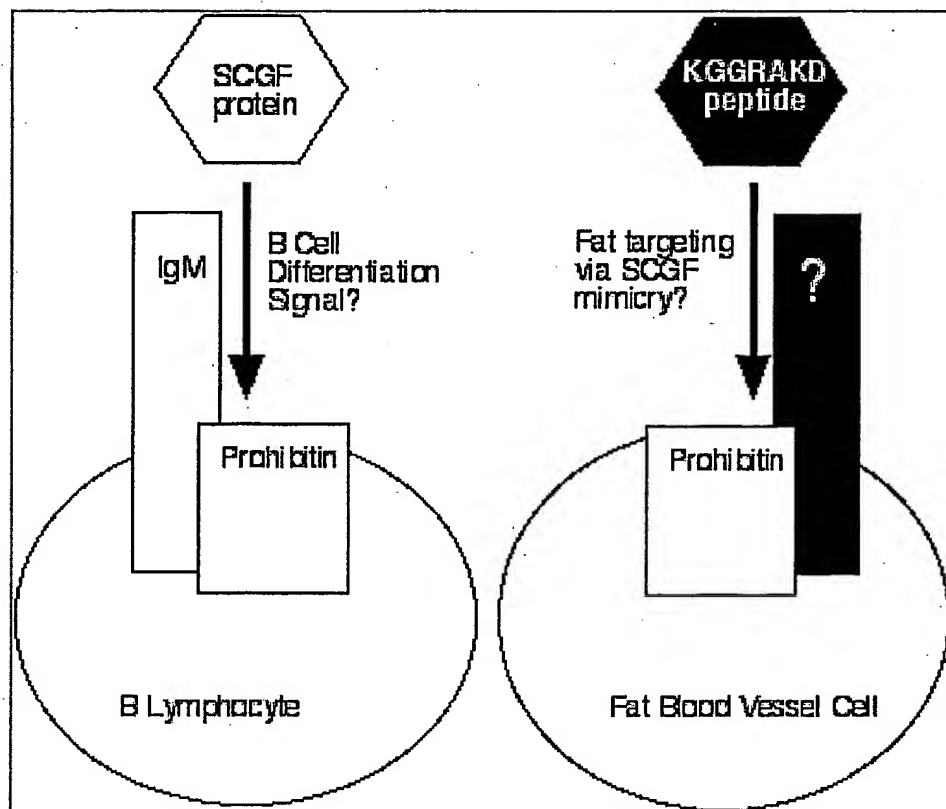 SCGF
protein
KGGRAKD
peptide
IgM
B Cell
Differentiation
Signal?
Fat targeting
via SCGF
mimicry?
?
Prohibitin
Prohibitin
B Lymphocyte
Fat Blood Vessel Cell